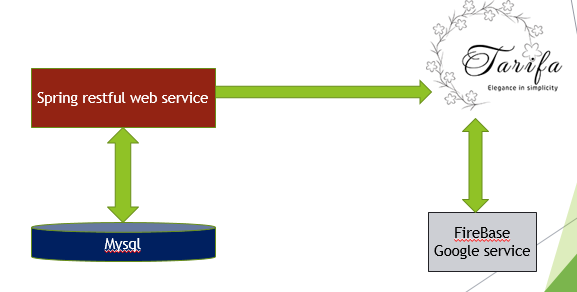 Tarifa
Elegance in simplicity
Spring restful web service
Mysql
FireBase
Google service